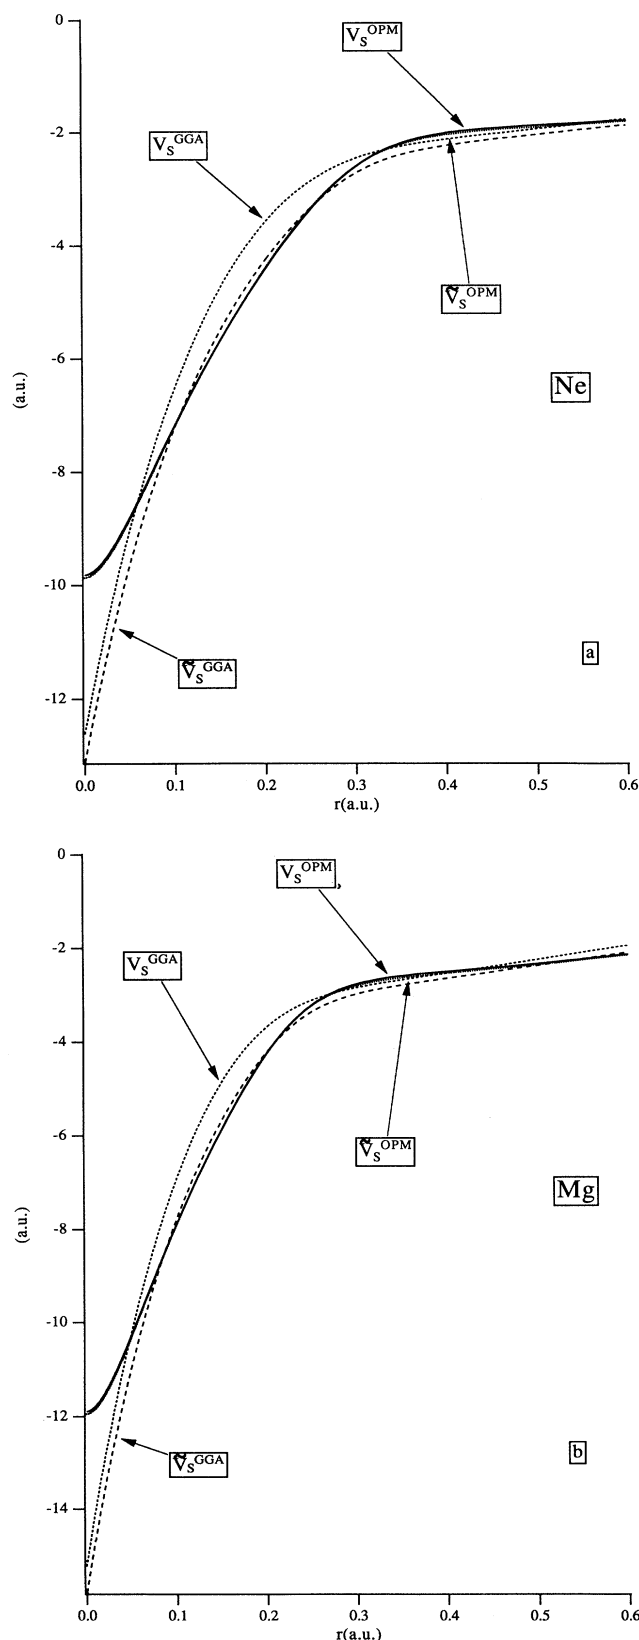 0
V_S^OPM
-2
V_S^GGA
-4
Ṽ_S^OPM
-6
(a.u.)
Ne
-8
-10
a
Ṽ_S^GGA
-12
0.0 0.1 0.2 0.3 0.4 0.5 0.6
r(a.u.)
0
V_S^OPM,
-2
V_S^GGA
-4
-6
Ṽ_S^OPM
Mg
(a.u.)
-8
-10
-12
Ṽ_S^GGA
b
-14
0.0 0.1 0.2 0.3 0.4 0.5 0.6
r(a.u.)